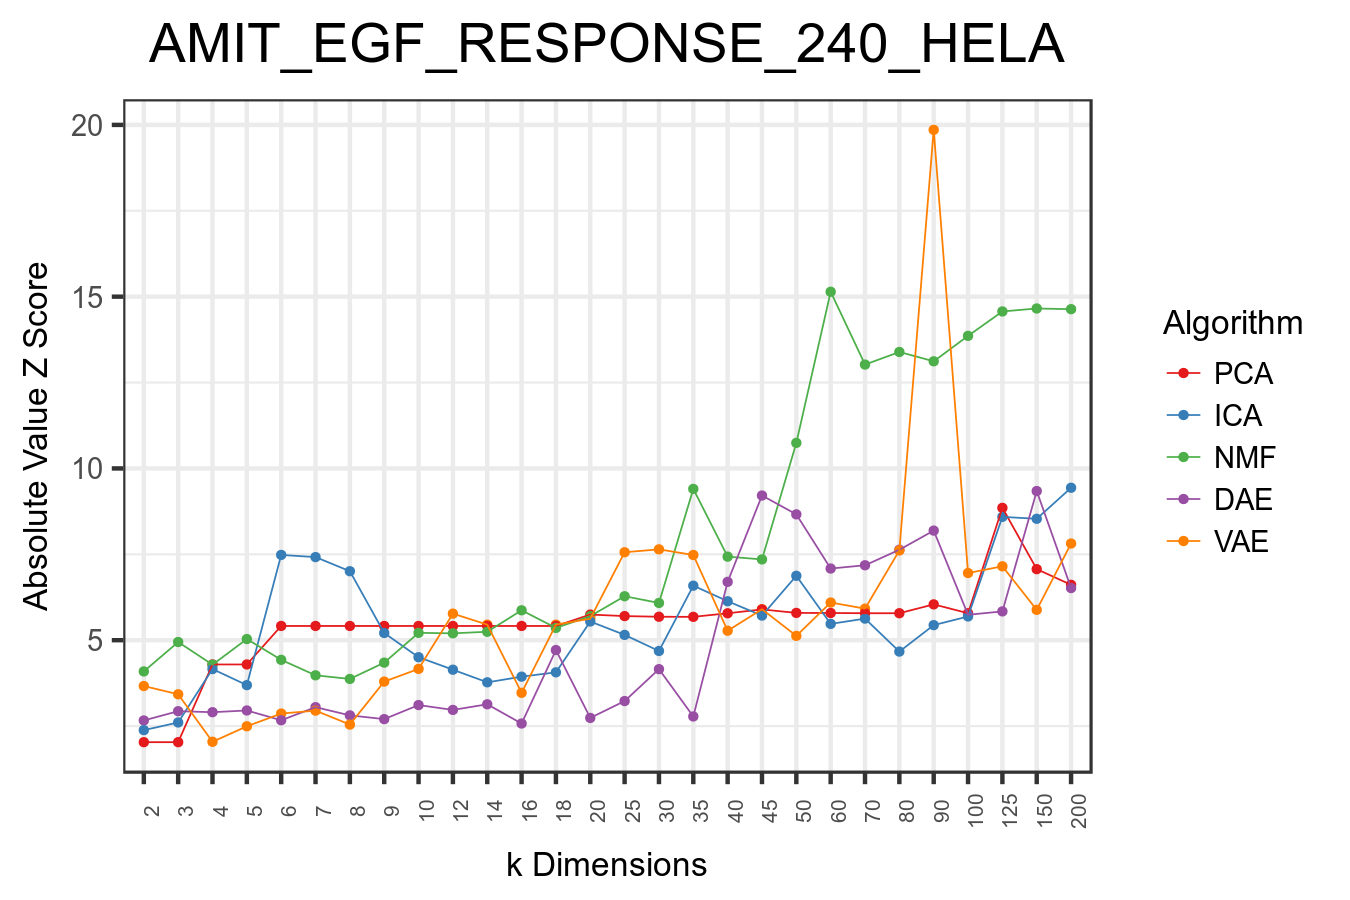 AMIT_EGF_RESPONSE_240_HELA
20
15
10
5
Absolute Value Z Score
2 3 4 5 6 7 8 9 10 12 14 16 18 20 25 30 35 40 45 50 60 70 80 90 100 125 150 200
k Dimensions
Algorithm
PCA
ICA
NMF
DAE
VAE